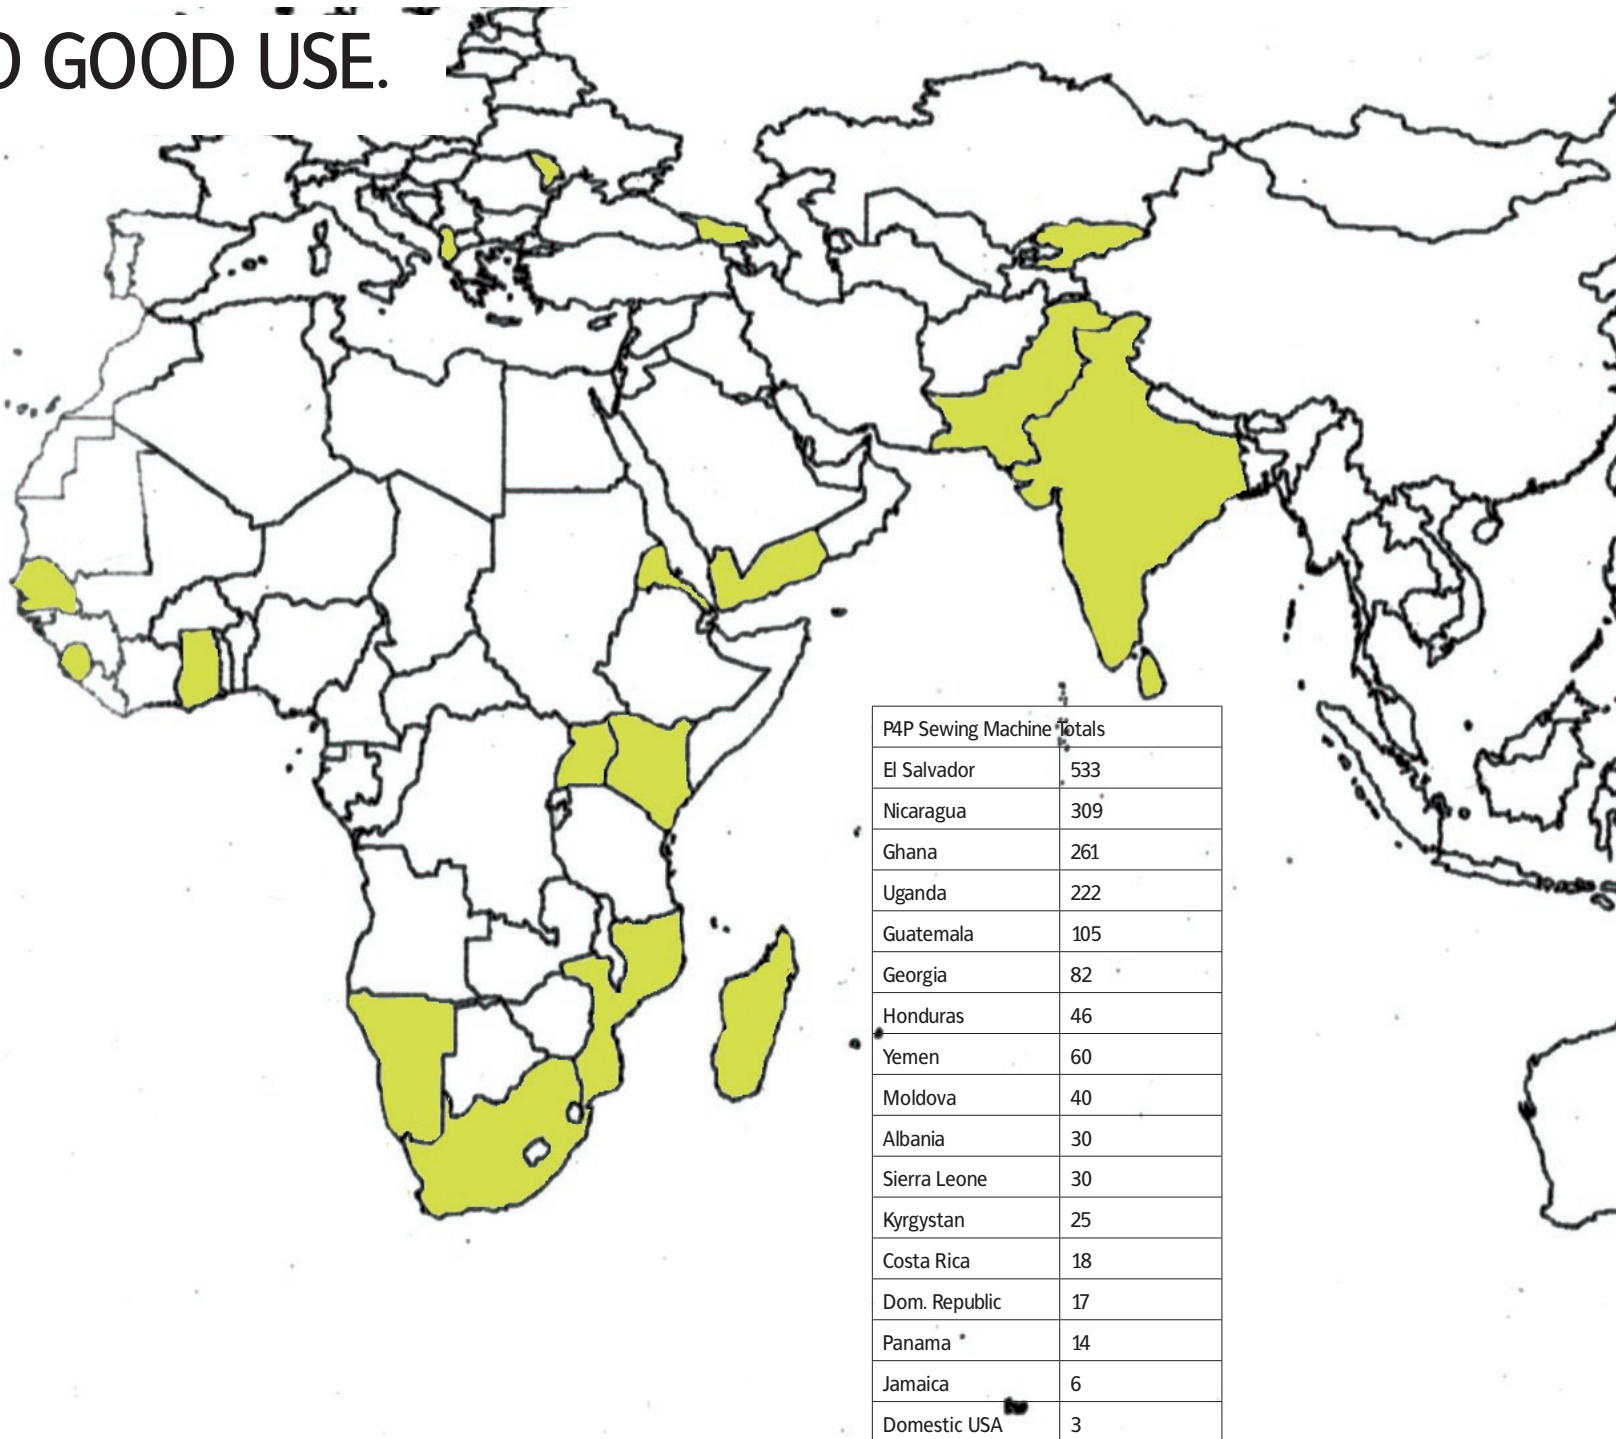 O GOOD USE.
P4P Sewing Machine Totals
El Salvador 533
Nicaragua 309
Ghana 261
Uganda 222
Guatemala 105
Georgia 82
Honduras 46
Yemen 60
Moldova 40
Albania 30
Sierra Leone 30
Kyrgystan 25
Costa Rica 18
Dom. Republic 17
Panama 14
Jamaica 6
Domestic USA 3